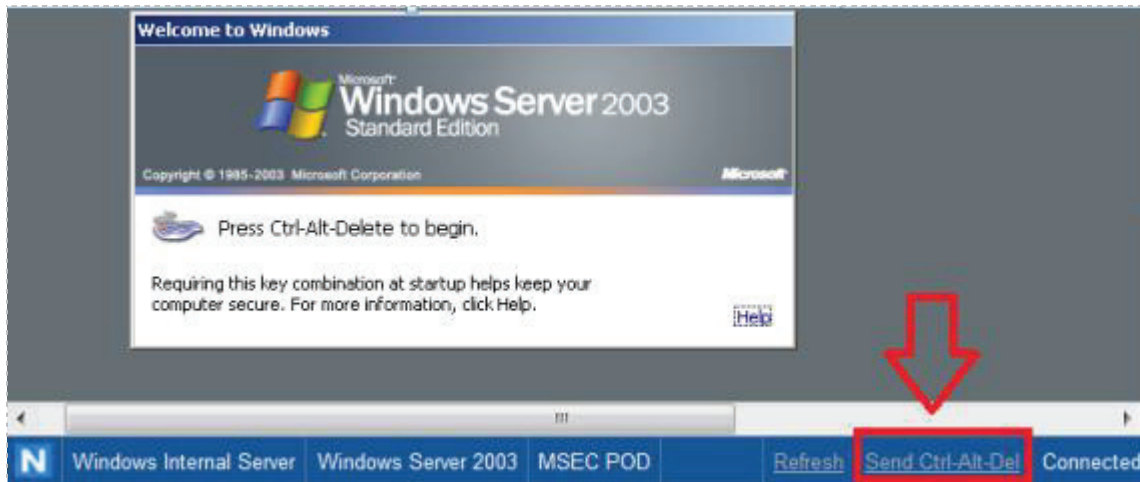 Welcome to Windows
Microsoft
Windows Server 2003
Standard Edition
Copyright © 1985-2003 Microsoft Corporation
Microsoft
Press Ctrl-Alt-Delete to begin.
Requiring this key combination at startup helps keep your
computer secure. For more information, click Help.
Help
N Windows Internal Server Windows Server 2003 MSEC POD Refresh Send Ctrl-Alt-Del Connected